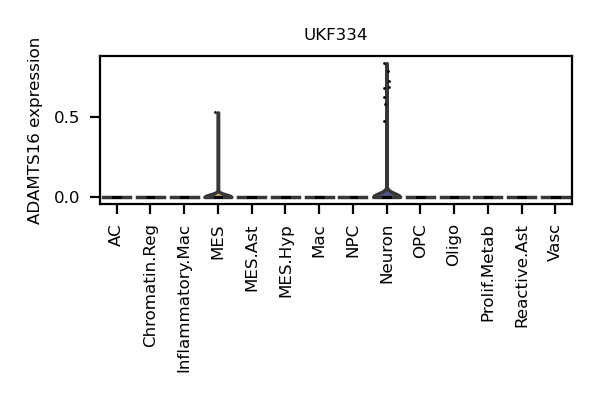 UKF334
ADAMTS16 expression
0.5
0.0
AC
Chromatin.Reg
Inflammatory.Mac
MES
MES.Ast
MES.Hyp
Mac
NPC
Neuron
OPC
Oligo
Prolif.Metab
Reactive.Ast
Vasc